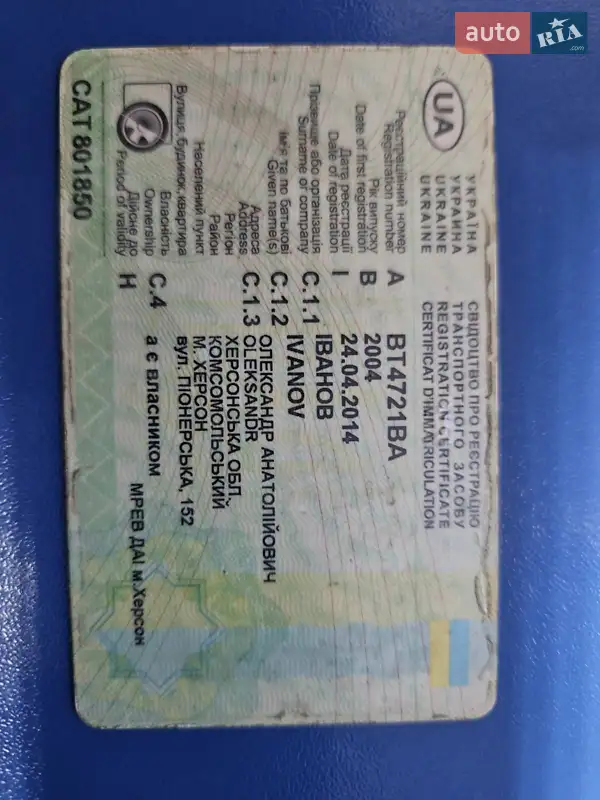 auto RIA .com
UA
УКРАЇНА
УКРАИНА
UKRAINE
UKRAINE
СВІДОЦТВО ПРО РЕЄСТРАЦІЮ
ТРАНСПОРТНОГО ЗАСОБУ
REGISTRATION CERTIFICATE
CERTIFICAT D'IMMATRICULATION
Реєстраційний номер
Registration number
A
BT4721BA
Рік випуску
Date of first registration
B
2004
Дата реєстрації
Date of registration
I
24.04.2014
Прізвище або організація
Surname or company
C.1.1
ІВАНОВ
IVANOV
Ім'я та по батькові
Given name(s)
C.1.2
ОЛЕКСАНДР АНАТОЛІЙОВИЧ
OLEKSANDR
Адреса
Address
C.1.3
Регіон
ХЕРСОНСЬКА ОБЛ.,
Район
КОМСОМОЛЬСЬКИЙ
Населений пункт
М. ХЕРСОН
Вулиця, будинок, квартира
вул. ПІОНЕРСЬКА, 152
Власність
Ownership
C.4
а є власником
Дійсне до
Period of validity
H
МРЕВ ДАІ м.Херсон
CAT 801850